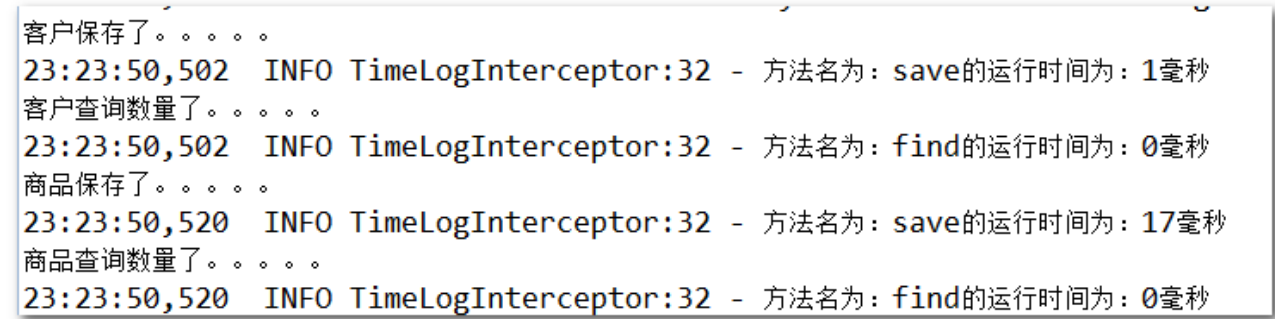 客户保存了。。。。。
23:23:50,502  INFO TimeLogInterceptor:32 - 方法名为：save的运行时间为：1毫秒
客户查询数量了。。。。。
23:23:50,502  INFO TimeLogInterceptor:32 - 方法名为：find的运行时间为：0毫秒
商品保存了。。。。。
23:23:50,520  INFO TimeLogInterceptor:32 - 方法名为：save的运行时间为：17毫秒
商品查询数量了。。。。。
23:23:50,520  INFO TimeLogInterceptor:32 - 方法名为：find的运行时间为：0毫秒